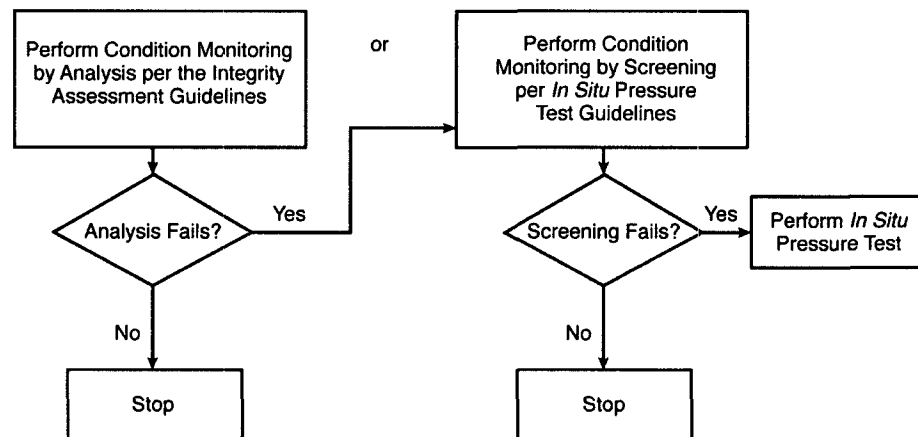 Perform Condition Monitoring
by Analysis per the Integrity
Assessment Guidelines
or
Perform Condition
Monitoring by Screening
per In Situ Pressure
Test Guidelines
Analysis Fails?
Yes
Screening Fails?
Yes
Perform In Situ
Pressure Test
No
No
Stop
Stop